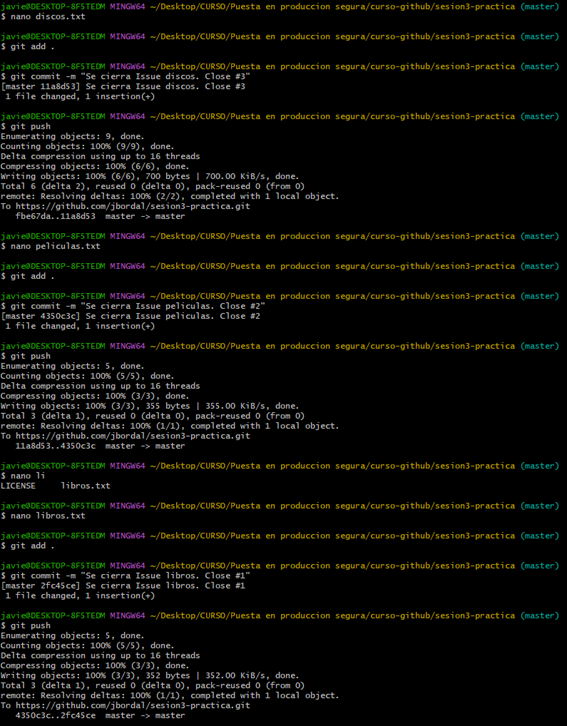 javie@DESKTOP-8F5TEDM MINGW64 ~/Desktop/CURSO/Puesta en produccion segura/curso-github/sesion3-practica (master)
$ nano discos.txt
javie@DESKTOP-8F5TEDM MINGW64 ~/Desktop/CURSO/Puesta en produccion segura/curso-github/sesion3-practica (master)
$ git add .
javie@DESKTOP-8F5TEDM MINGW64 ~/Desktop/CURSO/Puesta en produccion segura/curso-github/sesion3-practica (master)
$ git commit -m "Se cierra Issue discos. Close #3"
[master 11a8d53] Se cierra Issue discos. Close #3
1 file changed, 1 insertion(+)
javie@DESKTOP-8F5TEDM MINGW64 ~/Desktop/CURSO/Puesta en produccion segura/curso-github/sesion3-practica (master)
$ git push
Enumerating objects: 9, done.
Counting objects: 100% (9/9), done.
Delta compression using up to 16 threads
Compressing objects: 100% (6/6), done.
Writing objects: 100% (6/6), 700 bytes | 700.00 KiB/s, done.
Total 6 (delta 2), reused 0 (delta 0), pack-reused 0 (from 0)
remote: Resolving deltas: 100% (2/2), completed with 1 local object.
To https://github.com/jbordal/sesion3-practica.git
fbe67da..11a8d53  master -> master
javie@DESKTOP-8F5TEDM MINGW64 ~/Desktop/CURSO/Puesta en produccion segura/curso-github/sesion3-practica (master)
$ nano peliculas.txt
javie@DESKTOP-8F5TEDM MINGW64 ~/Desktop/CURSO/Puesta en produccion segura/curso-github/sesion3-practica (master)
$ git add .
javie@DESKTOP-8F5TEDM MINGW64 ~/Desktop/CURSO/Puesta en produccion segura/curso-github/sesion3-practica (master)
$ git commit -m "Se cierra Issue peliculas. Close #2"
[master 4350c3c] Se cierra Issue peliculas. Close #2
1 file changed, 1 insertion(+)
javie@DESKTOP-8F5TEDM MINGW64 ~/Desktop/CURSO/Puesta en produccion segura/curso-github/sesion3-practica (master)
$ git push
Enumerating objects: 5, done.
Counting objects: 100% (5/5), done.
Delta compression using up to 16 threads
Compressing objects: 100% (3/3), done.
Writing objects: 100% (3/3), 355 bytes | 355.00 KiB/s, done.
Total 3 (delta 1), reused 0 (delta 0), pack-reused 0 (from 0)
remote: Resolving deltas: 100% (1/1), completed with 1 local object.
To https://github.com/jbordal/sesion3-practica.git
11a8d53..4350c3c  master -> master
javie@DESKTOP-8F5TEDM MINGW64 ~/Desktop/CURSO/Puesta en produccion segura/curso-github/sesion3-practica (master)
$ nano li
LICENSE     libros.txt
javie@DESKTOP-8F5TEDM MINGW64 ~/Desktop/CURSO/Puesta en produccion segura/curso-github/sesion3-practica (master)
$ nano libros.txt
javie@DESKTOP-8F5TEDM MINGW64 ~/Desktop/CURSO/Puesta en produccion segura/curso-github/sesion3-practica (master)
$ git add .
javie@DESKTOP-8F5TEDM MINGW64 ~/Desktop/CURSO/Puesta en produccion segura/curso-github/sesion3-practica (master)
$ git commit -m "Se cierra Issue libros. Close #1"
[master 2fc45ce] Se cierra Issue libros. Close #1
1 file changed, 1 insertion(+)
javie@DESKTOP-8F5TEDM MINGW64 ~/Desktop/CURSO/Puesta en produccion segura/curso-github/sesion3-practica (master)
$ git push
Enumerating objects: 5, done.
Counting objects: 100% (5/5), done.
Delta compression using up to 16 threads
Compressing objects: 100% (3/3), done.
Writing objects: 100% (3/3), 352 bytes | 352.00 KiB/s, done.
Total 3 (delta 1), reused 0 (delta 0), pack-reused 0 (from 0)
remote: Resolving deltas: 100% (1/1), completed with 1 local object.
To https://github.com/jbordal/sesion3-practica.git
4350c3c..2fc45ce  master -> master